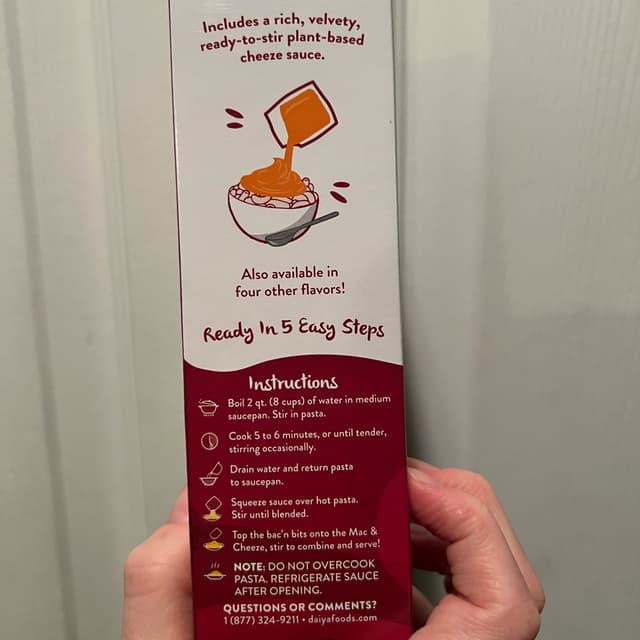 Includes a rich, velvety,
ready-to-stir plant-based
cheeze sauce.
Also available in
four other flavors!
Ready In 5 Easy Steps
Instructions
Boil 2 qt. (8 cups) of water in medium
saucepan. Stir in pasta.
Cook 5 to 6 minutes, or until tender,
stirring occasionally.
Drain water and return pasta
to saucepan.
Squeeze sauce over hot pasta.
Stir until blended.
Top the bac'n bits onto the Mac &
Cheeze, stir to combine and serve!
NOTE: DO NOT OVERCOOK
PASTA. REFRIGERATE SAUCE
AFTER OPENING.
QUESTIONS OR COMMENTS?
1 (877) 324-9211 • daiyafoods.com